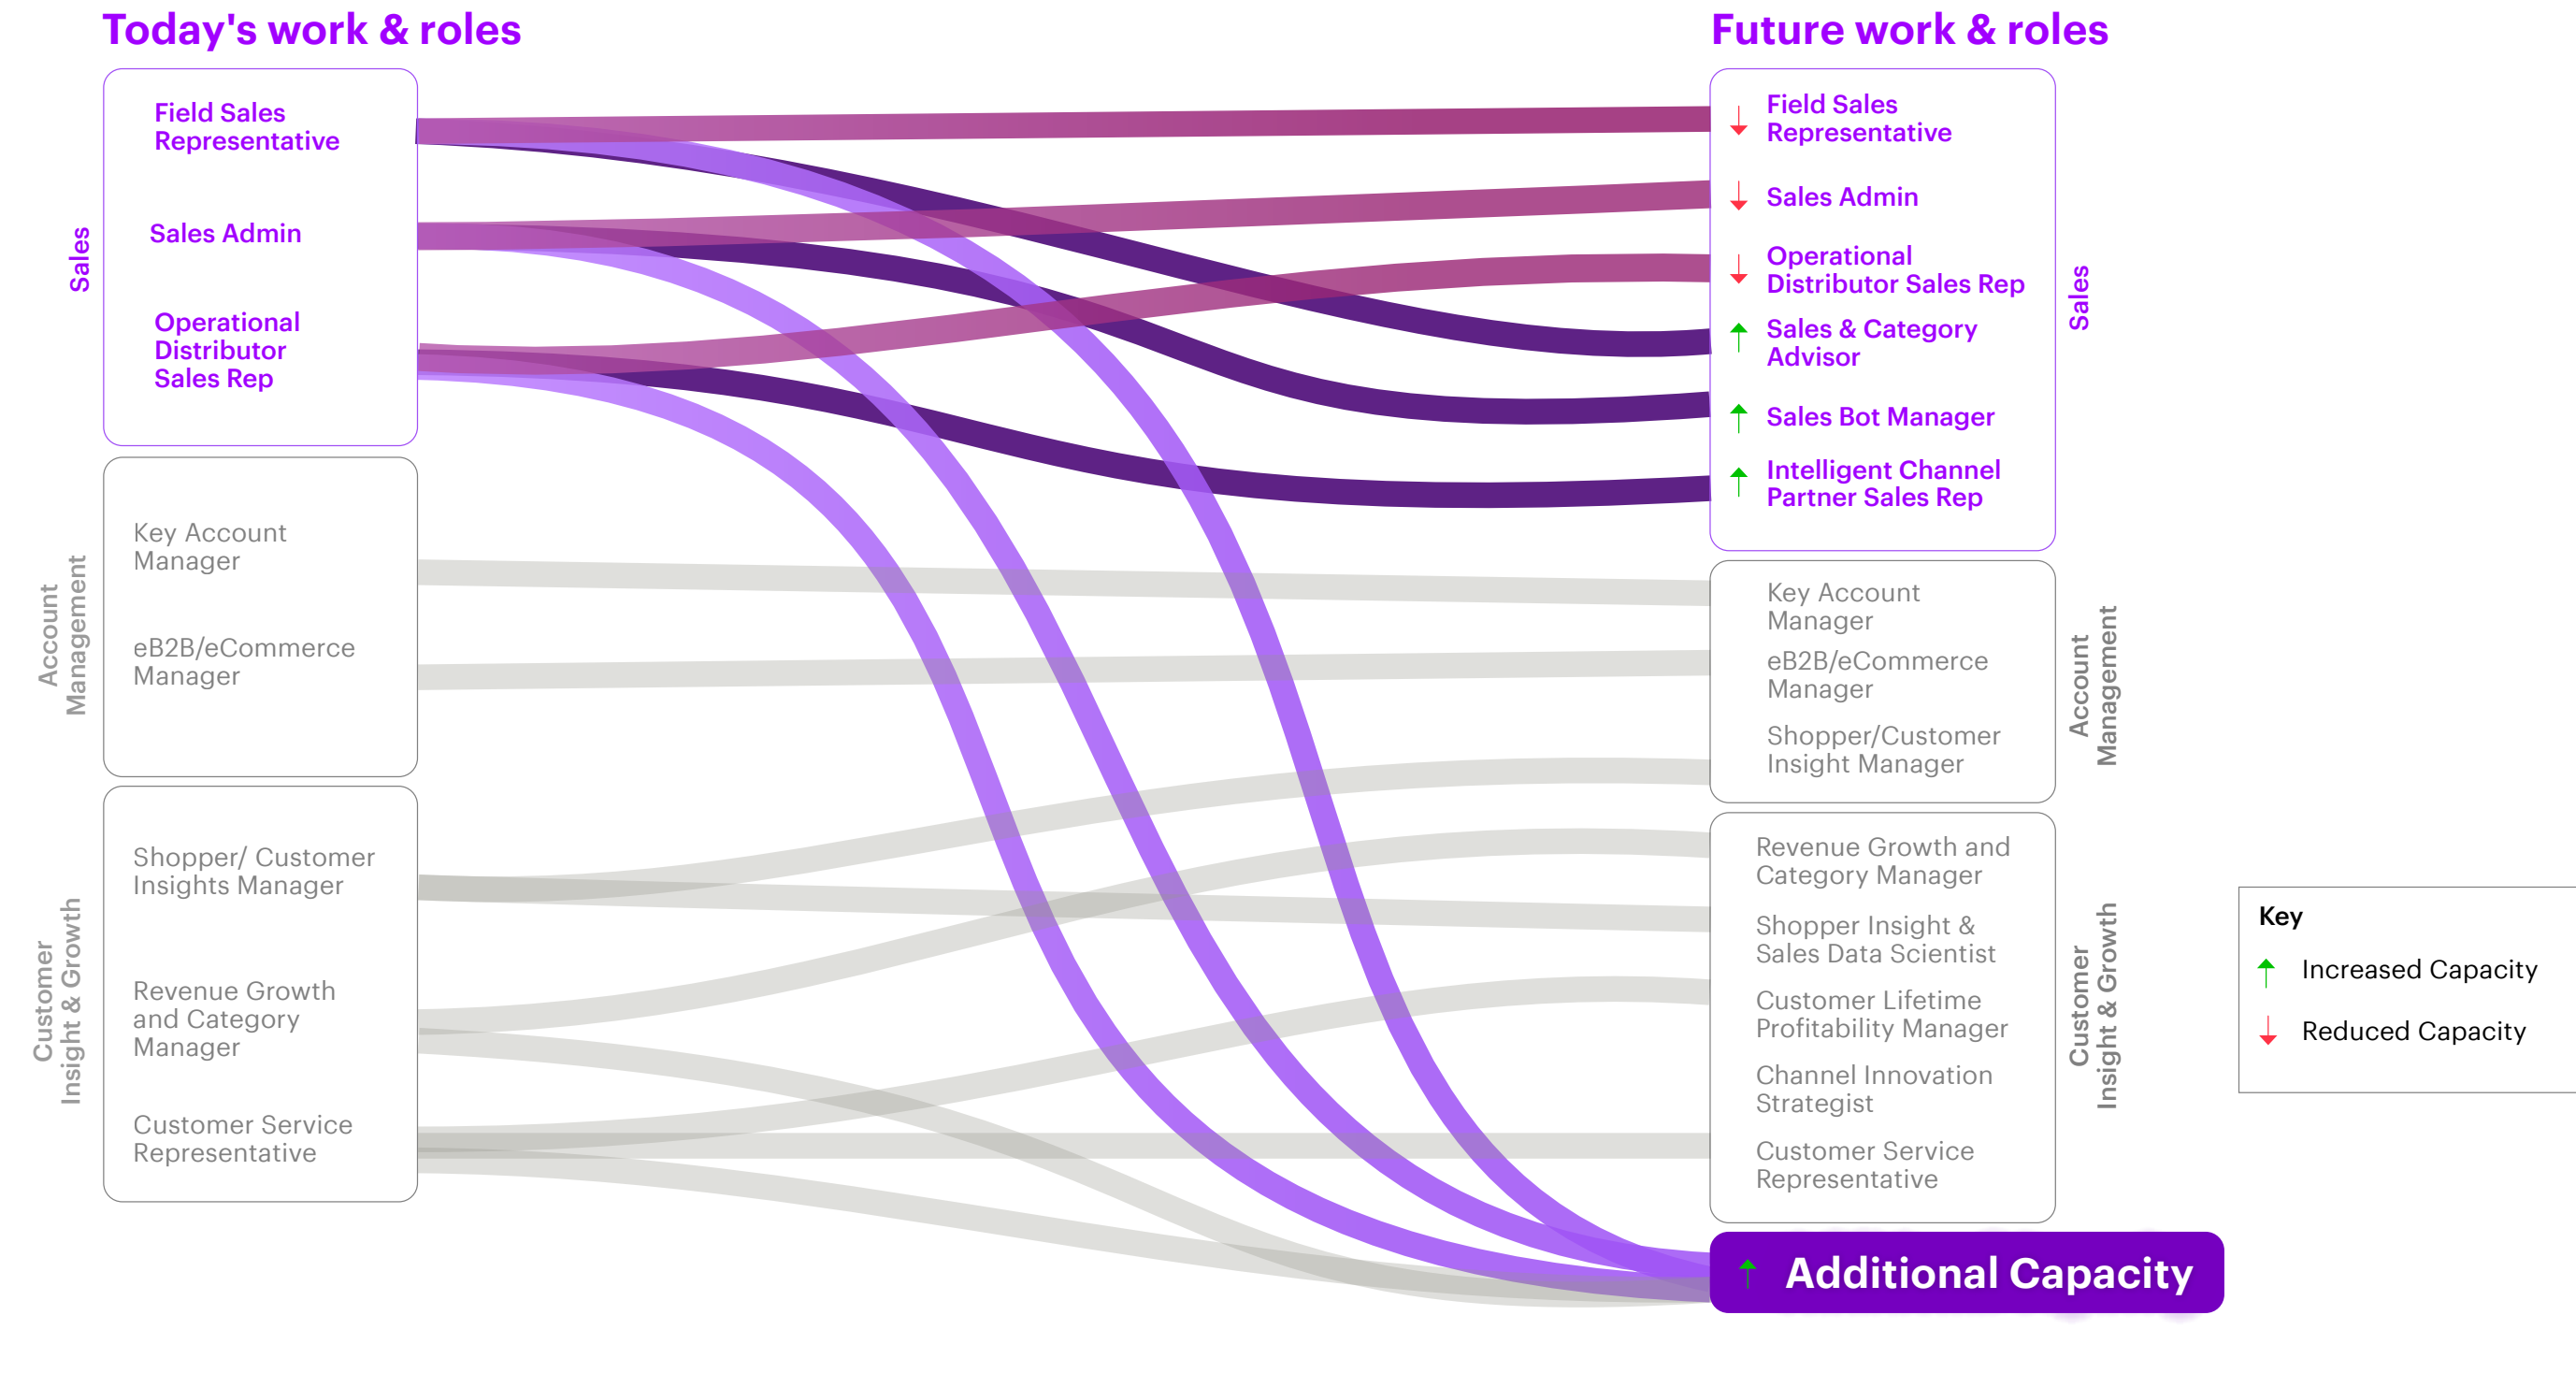 Today's work & roles
Sales
Field Sales
Representative
Sales Admin
Operational
Distributor
Sales Rep
Account
Management
Key Account
Manager
eB2B/eCommerce
Manager
Customer
Insight & Growth
Shopper/ Customer
Insights Manager
Revenue Growth
and Category
Manager
Customer Service
Representative
Future work & roles
Field Sales
Representative
Sales Admin
Operational
Distributor Sales Rep
Sales & Category
Advisor
Sales Bot Manager
Intelligent Channel
Partner Sales Rep
Sales
Key Account
Manager
eB2B/eCommerce
Manager
Shopper/Customer
Insight Manager
Account
Management
Revenue Growth and
Category Manager
Shopper Insight &
Sales Data Scientist
Customer Lifetime
Profitability Manager
Channel Innovation
Strategist
Customer Service
Representative
Customer
Insight & Growth
Additional Capacity
Key
Increased Capacity
Reduced Capacity